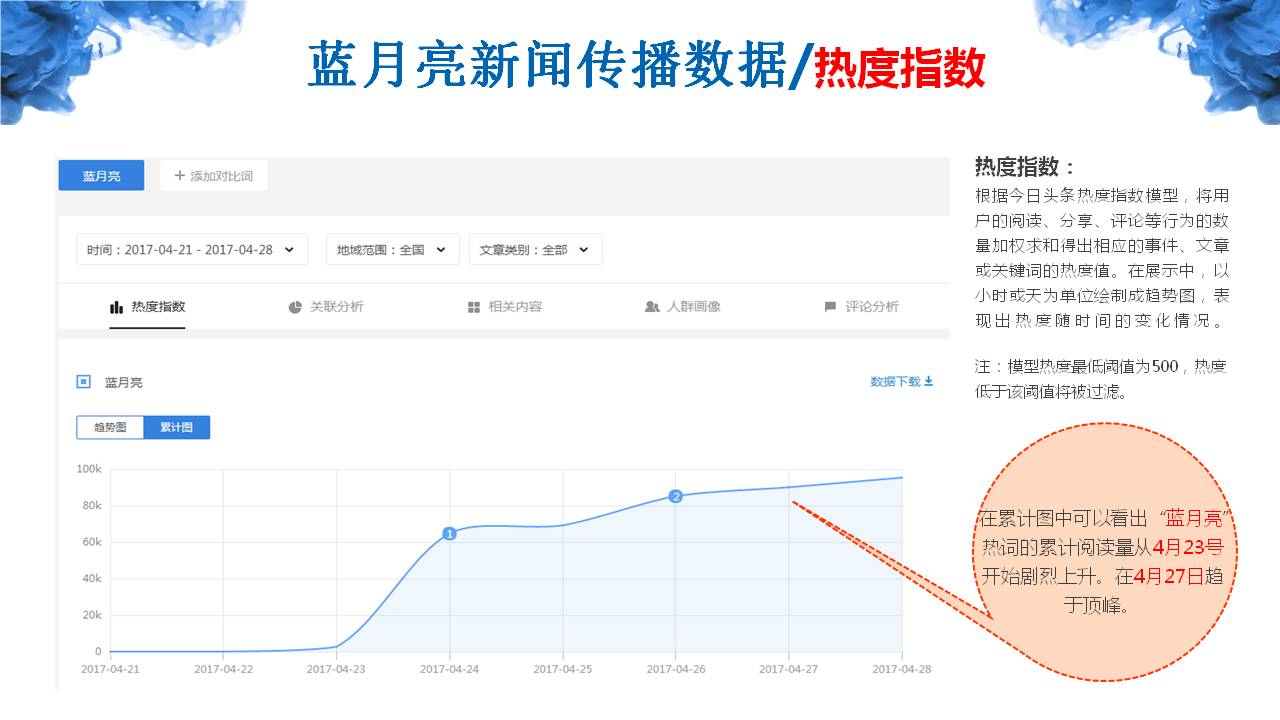 蓝月亮新闻传播数据/热度指数
蓝月亮
+ 添加对比词
时间：2017-04-21 - 2017-04-28
地域范围：全国
文章类别：全部
热度指数
关联分析
相关内容
人群画像
评论分析
蓝月亮
数据下载
趋势图
累计图
100k
80k
60k
40k
20k
0
1
2
2017-04-21
2017-04-22
2017-04-23
2017-04-24
2017-04-25
2017-04-26
2017-04-27
2017-04-28
热度指数：
根据今日头条热度指数模型，将用
户的阅读、分享、评论等行为的数
量加权求和得出相应的事件、文章
或关键词的热度值。在展示中，以
小时或天为单位绘制成趋势图，表
现出热度随时间的变化情况。
注：模型热度最低阈值为500，热度
低于该阈值将被过滤。
在累计图中可以看出“蓝月亮”
热词的累计阅读量从4月23号
开始剧烈上升。在4月27日趋
于顶峰。